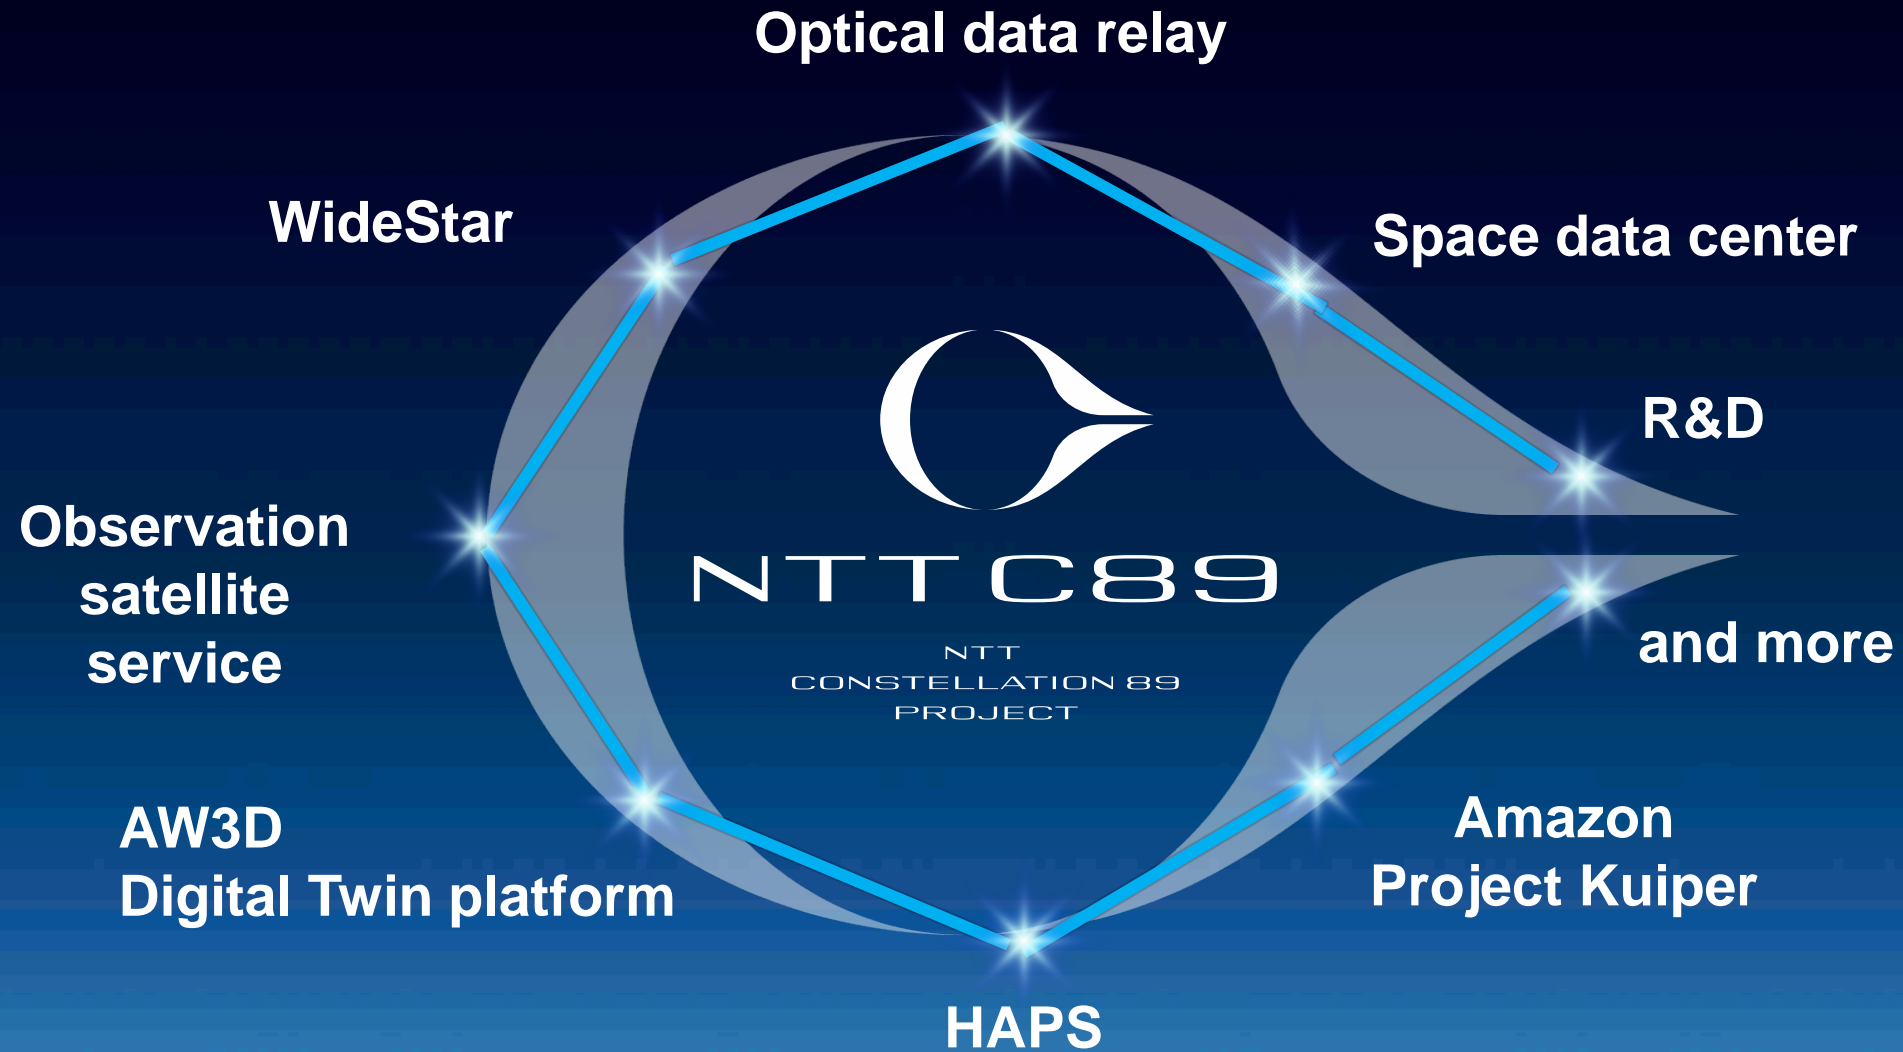 Optical data relay
WideStar
Space data center
R&D
Observation
satellite
service
NTT C89
NTT
CONSTELLATION 89
PROJECT
and more
AW3D
Digital Twin platform
Amazon
Project Kuiper
HAPS